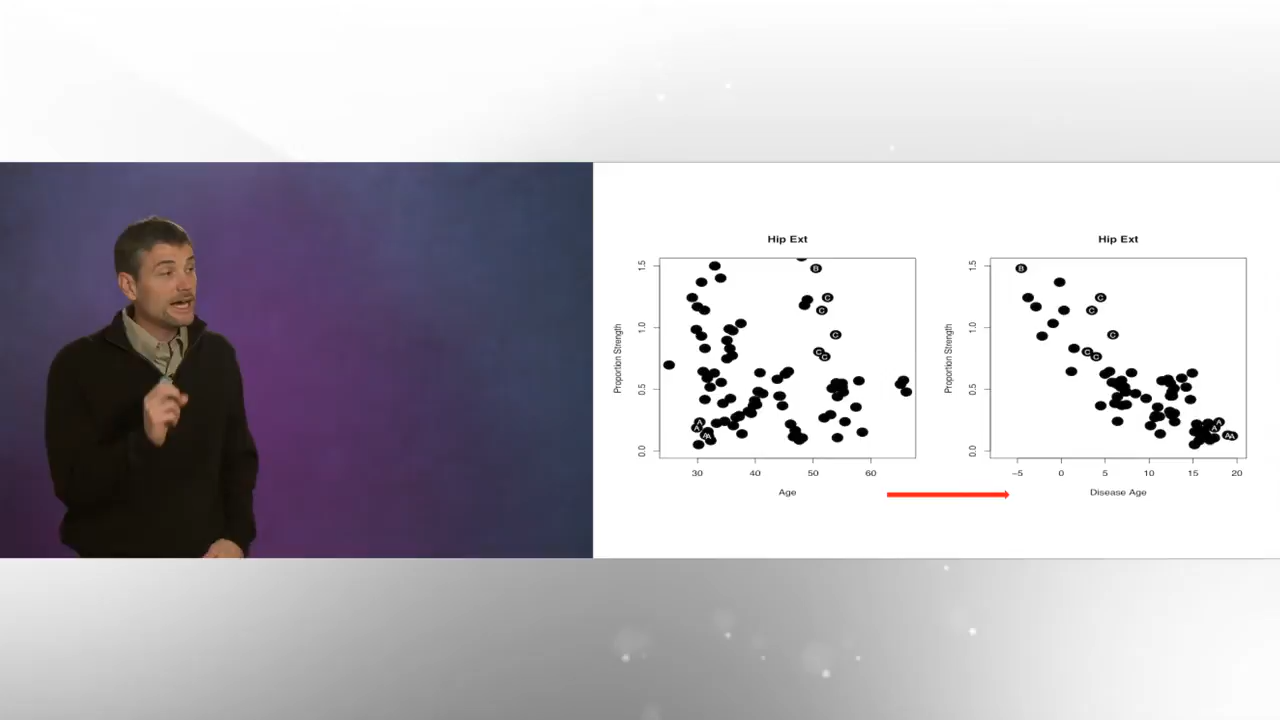 Hip Ext
Proportion Strength
1.5
1.0
0.5
0.0
B
C
C
C
C
C
A
A
A
A
30 40 50 60
Age
Hip Ext
Proportion Strength
1.5
1.0
0.5
0.0
B
C
C
C
C
C
A
A
A
A
−5 0 5 10 15 20
Disease Age